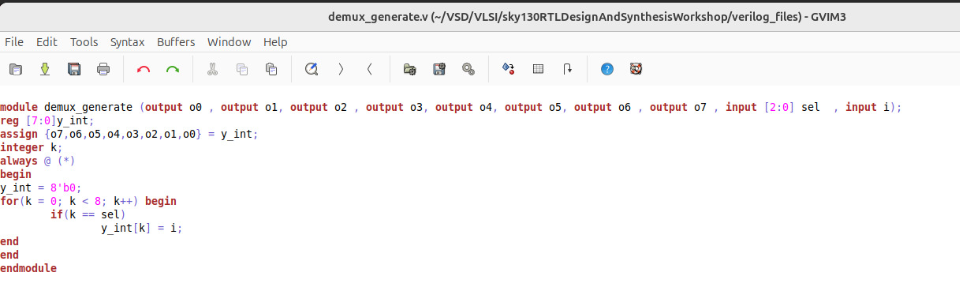 demux_generate.v (~/VSD/VLSI/sky130RTLDesignAndSynthesisWorkshop/verilog_files) - GVIM3
File Edit Tools Syntax Buffers Window Help
module demux_generate (output o0 , output o1, output o2 , output o3, output o4, output o5, output o6 , output o7 , input [2:0] sel  , input i);
reg [7:0]y_int;
assign {o7,o6,o5,o4,o3,o2,o1,o0} = y_int;
integer k;
always @ (*)
begin
y_int = 8'b0;
for(k = 0; k < 8; k++) begin
        if(k == sel)
                y_int[k] = i;
end
end
endmodule